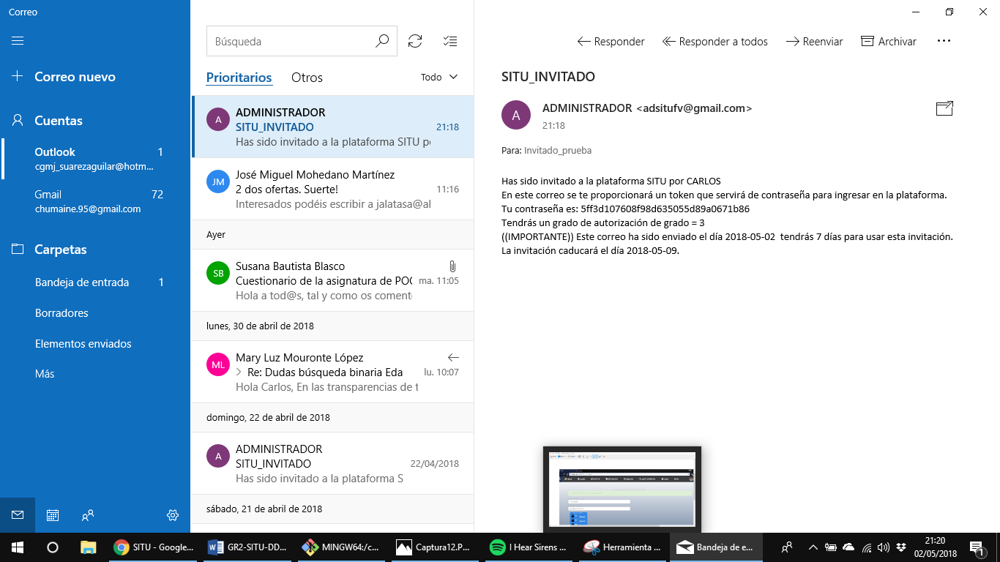 Correo
Correo nuevo
Cuentas
Outlook 1
cgmj_suarezaguilar@hotm...
Gmail 72
chumaine.95@gmail.com
Carpetas
Bandeja de entrada 1
Borradores
Elementos enviados
Más
Búsqueda
Prioritarios Otros Todo
A
ADMINISTRADOR
SITU_INVITADO 21:18
Has sido invitado a la plataforma SITU p
JM
José Miguel Mohedano Martínez
2 dos ofertas. Suerte! 11:16
Interesados podéis escribir a jalatasa@al
Ayer
SB
Susana Bautista Blasco
Cuestionario de la asignatura de POO ma. 11:05
Hola a tod@s, tal y como os coment
lunes, 30 de abril de 2018
ML
Mary Luz Mouronte López
Re: Dudas búsqueda binaria Eda lu. 10:07
Hola Carlos, En las transparencias de t
domingo, 22 de abril de 2018
A
ADMINISTRADOR
SITU_INVITADO 22/04/2018
Has sido invitado a la plataforma S
sábado, 21 de abril de 2018
Responder Responder a todos Reenviar Archivar
SITU_INVITADO
A
ADMINISTRADOR <adsitufv@gmail.com>
21:18
Para: Invitado_prueba
Has sido invitado a la plataforma SITU por CARLOS
En este correo se te proporcionará un token que servirá de contraseña para ingresar en la plataforma.
Tu contraseña es: 5ff3d107608f98d635055d89a0671b86
Tendrás un grado de autorización de grado = 3
((IMPORTANTE)) Este correo ha sido enviado el día 2018-05-02 tendrás 7 días para usar esta invitación.
La invitación caducará el día 2018-05-09.
SITU - Google... GR2-SITU-DD... MINGW64:/c... Captura12.P... I Hear Sirens ... Herramienta ... Bandeja de e...
21:20
02/05/2018
1